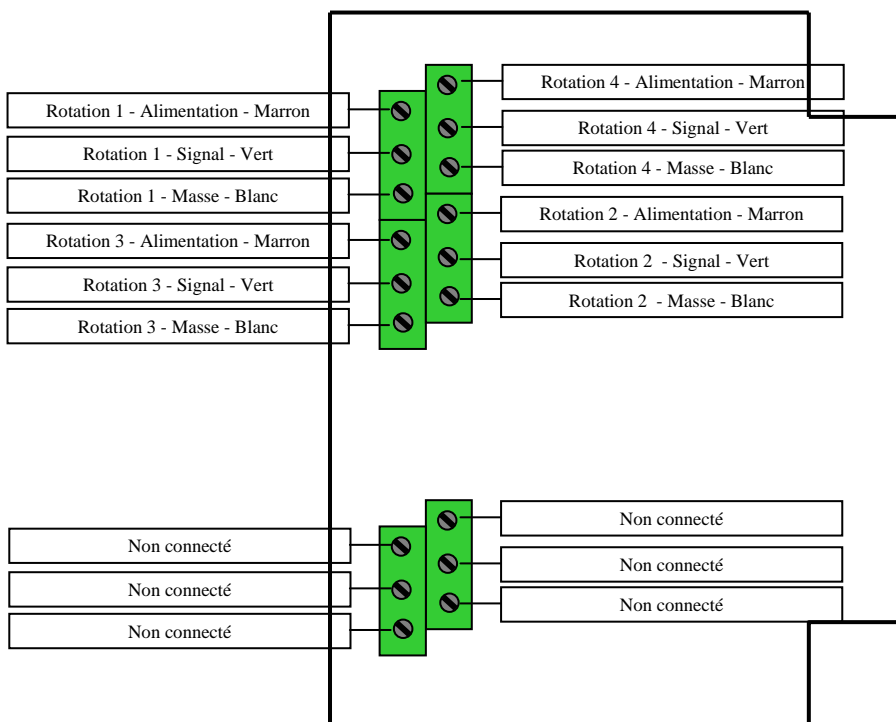 Rotation 1 - Alimentation - Marron
Rotation 1 - Signal - Vert
Rotation 1 - Masse - Blanc
Rotation 3 - Alimentation - Marron
Rotation 3 - Signal - Vert
Rotation 3 - Masse - Blanc
Rotation 4 - Alimentation - Marron
Rotation 4 - Signal - Vert
Rotation 4 - Masse - Blanc
Rotation 2 - Alimentation - Marron
Rotation 2 - Signal - Vert
Rotation 2 - Masse - Blanc
Non connecté
Non connecté
Non connecté
Non connecté
Non connecté
Non connecté